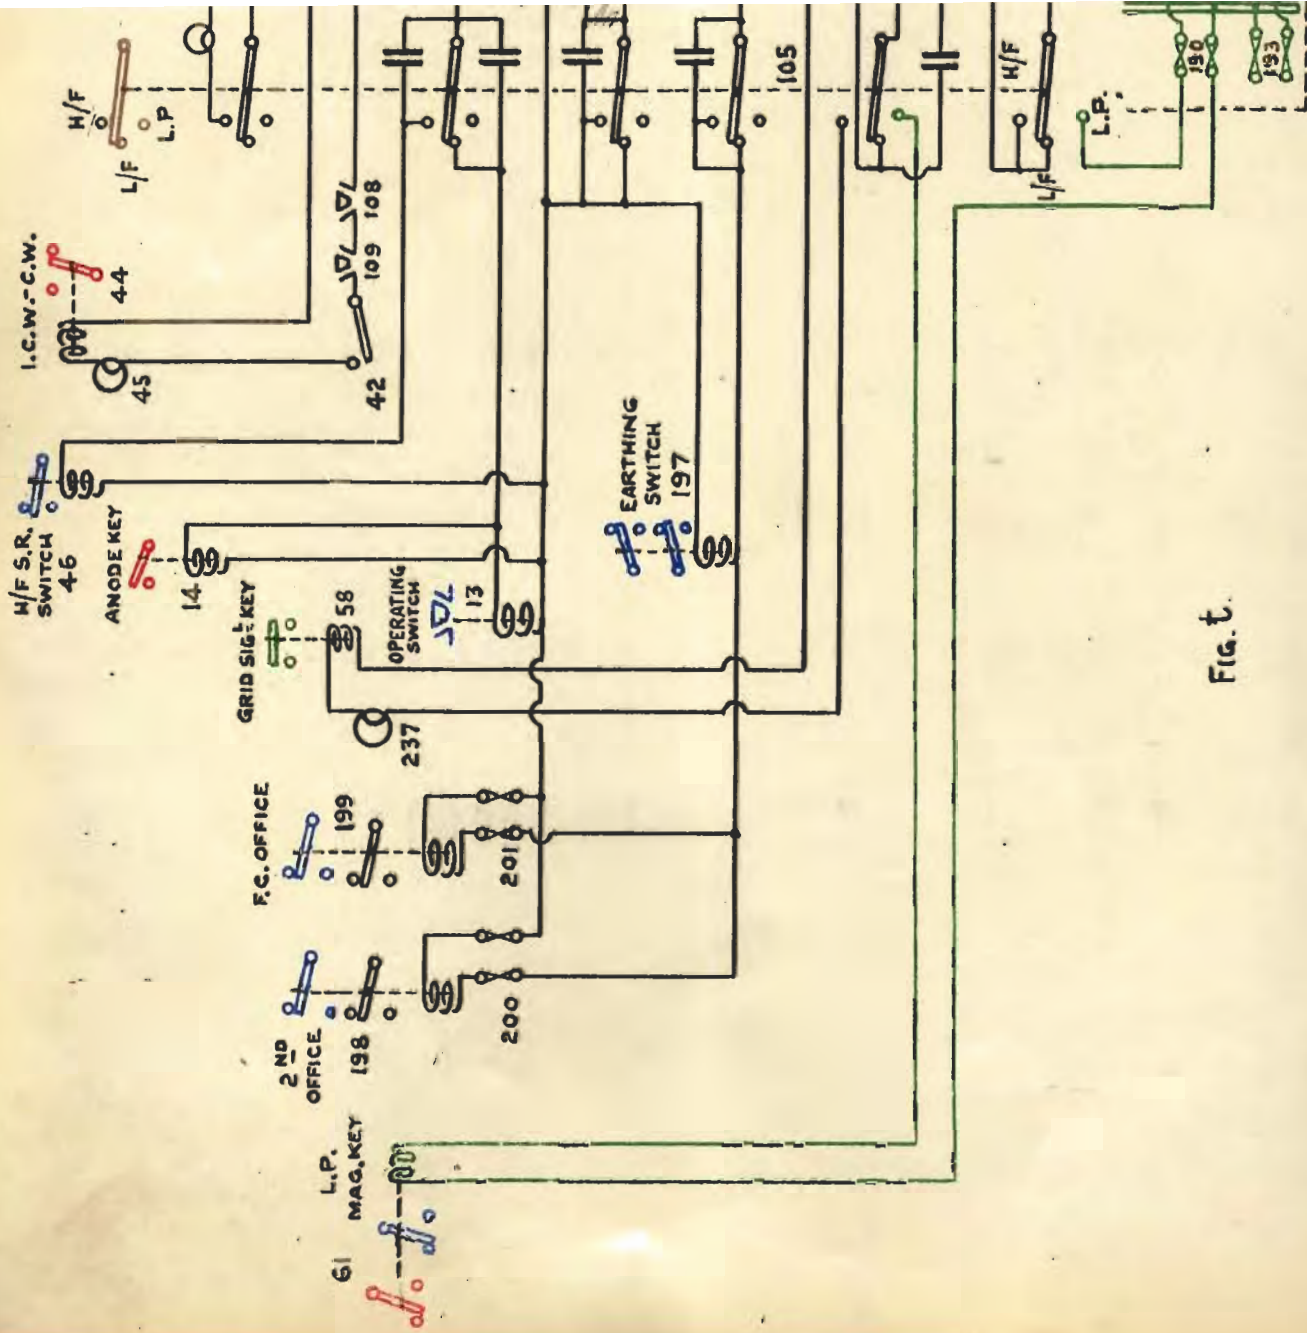 H/F
L/F
L.P
105
H/F
L/F
L.P.
190
193
108
109
I.C.W.-C.W.
44
45
42
H/F S.R.
SWITCH
46
ANODE KEY
14
EARTHING
SWITCH
197
GRID SIGL KEY
58
OPERATING
SWITCH
13
237
F.C. OFFICE
199
201
2ND
OFFICE
198
200
L.P.
MAG. KEY
61
FIG. t.